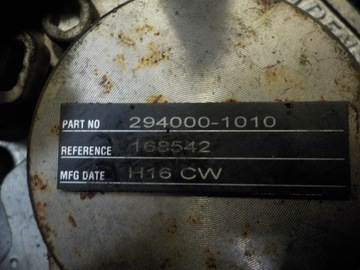 PART NO 294000-1010
REFERENCE 168542
MFG DATE H16 CW